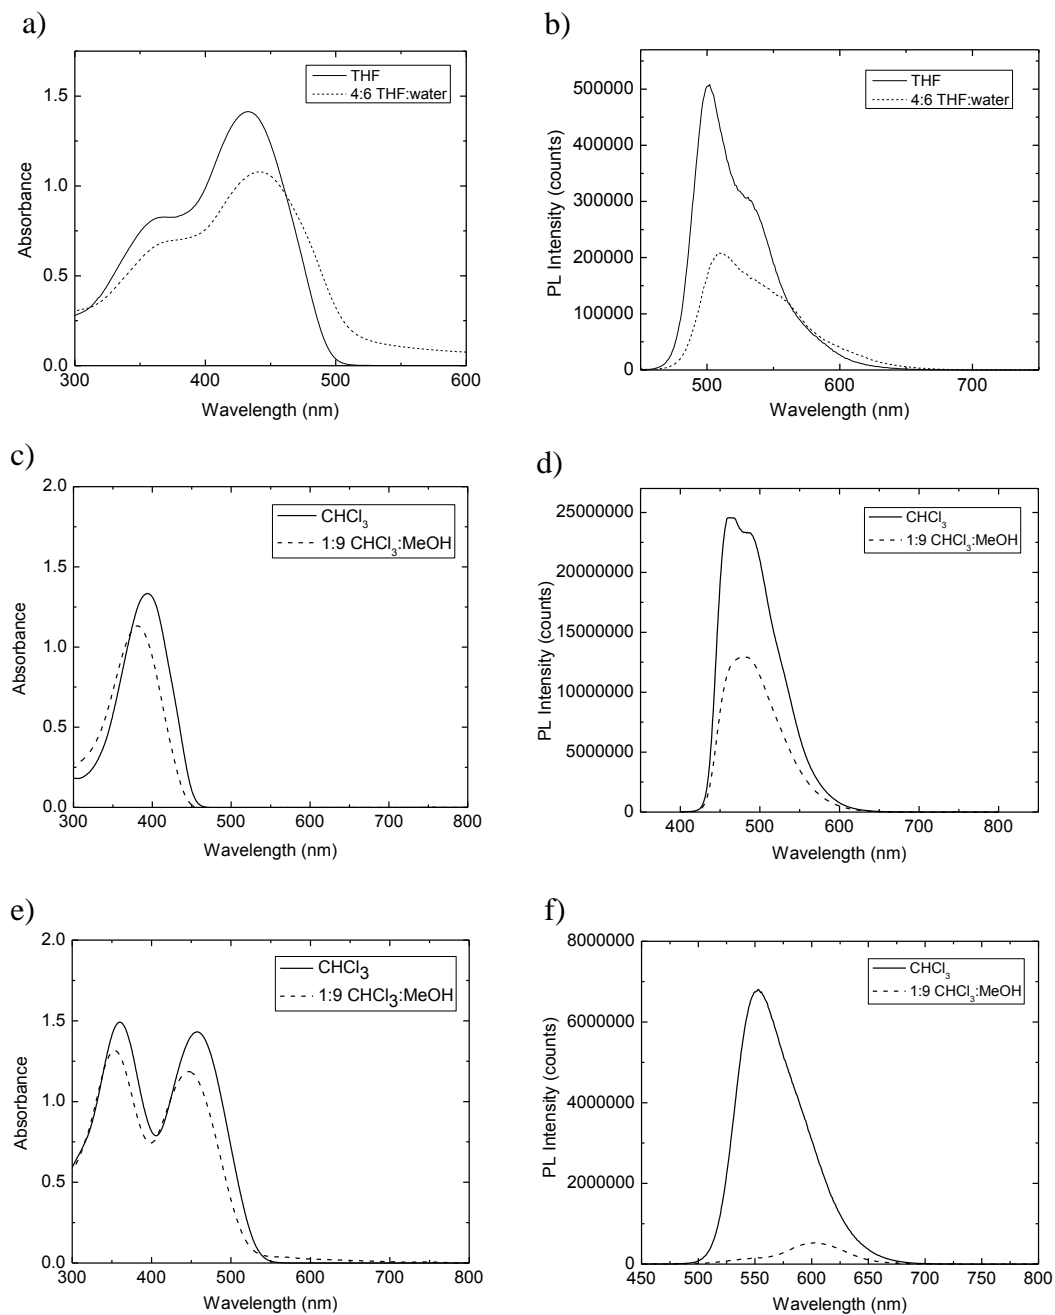 a)
1.5
1.0
0.5
0.0
300
400
500
600
Absorbance
Wavelength (nm)
THF
4:6 THF:water
b)
500000
400000
300000
200000
100000
0
500
600
700
PL Intensity (counts)
Wavelength (nm)
THF
4:6 THF:water
c)
2.0
1.5
1.0
0.5
0.0
300
400
500
600
700
800
Absorbance
Wavelength (nm)
CHCl3
1:9 CHCl3:MeOH
d)
25000000
20000000
15000000
10000000
5000000
0
400
500
600
700
800
PL Intensity (counts)
Wavelength (nm)
CHCl3
1:9 CHCl3:MeOH
e)
2.0
1.5
1.0
0.5
0.0
300
400
500
600
700
800
Absorbance
Wavelength (nm)
CHCl3
1:9 CHCl3:MeOH
f)
8000000
6000000
4000000
2000000
0
450
500
550
600
650
700
750
800
PL Intensity (counts)
Wavelength (nm)
CHCl3
1:9 CHCl3:MeOH